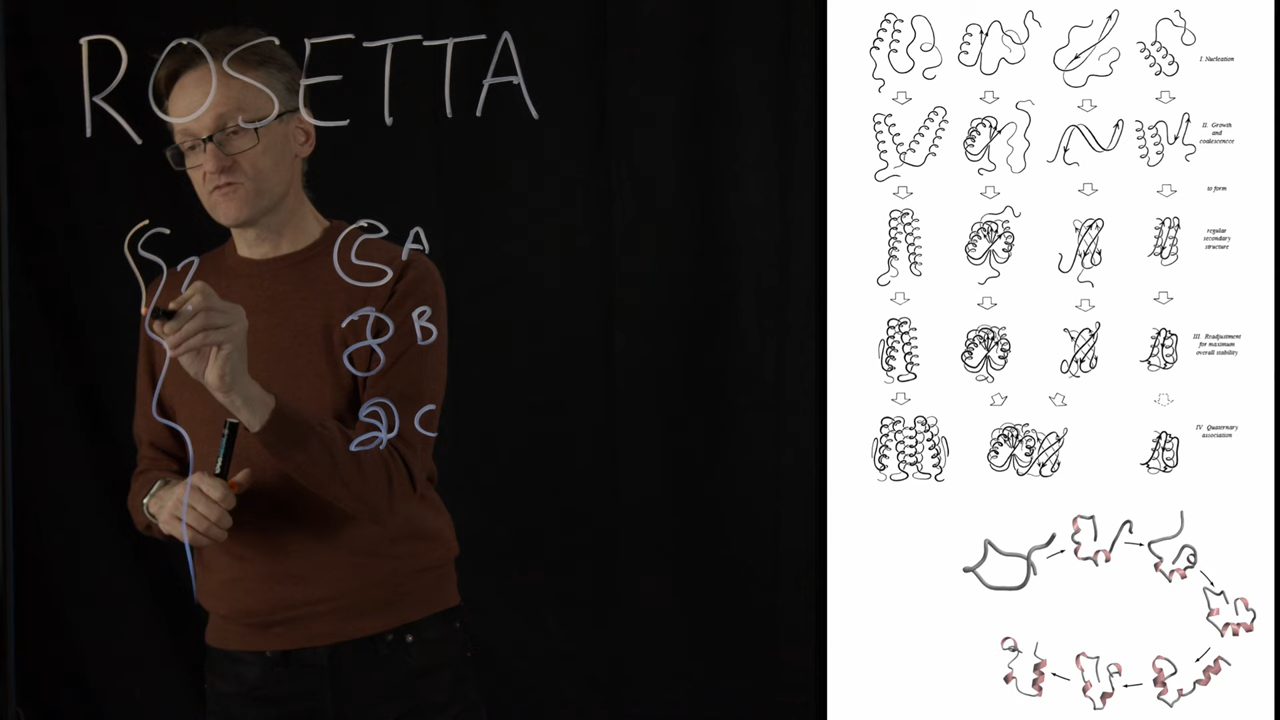 ROSETTA
A
B
C
I. Nucleation
II. Growth
and
coalescence
to form
regular
secondary
structure
III. Readjustment
for maximum
overall stability
IV. Quaternary
association